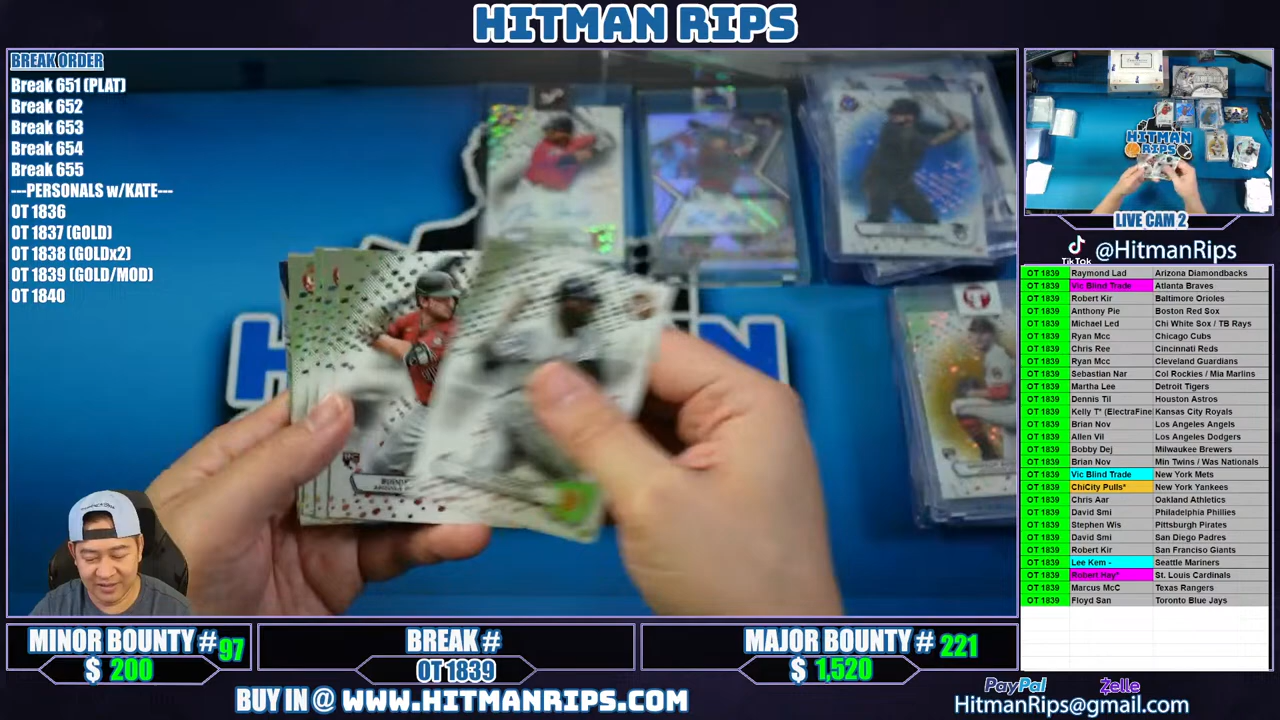 HITMAN RIPS
BREAK ORDER
Break 651 (PLAT)
Break 652
Break 653
Break 654
Break 655
---PERSONALS w/KATE---
OT 1836
OT 1837 (GOLD)
OT 1838 (GOLDx2)
OT 1839 (GOLD/MOD)
OT 1840
HITMAN
RIPS
LIVE CAM 2
TikTok
@HitmanRips
OT 1839 Raymond Lad Arizona Diamondbacks
OT 1839 Vic Blind Trade Atlanta Braves
OT 1839 Robert Kir Baltimore Orioles
OT 1839 Anthony Pie Boston Red Sox
OT 1839 Michael Led Chi White Sox / TB Rays
OT 1839 Ryan Mcc Chicago Cubs
OT 1839 Chris Ree Cincinnati Reds
OT 1839 Ryan Mcc Cleveland Guardians
OT 1839 Sebastian Nar Col Rockies / Mia Marlins
OT 1839 Martha Lee Detroit Tigers
OT 1839 Dennis Til Houston Astros
OT 1839 Kelly T* (ElectraFine Kansas City Royals
OT 1839 Brian Nov Los Angeles Angels
OT 1839 Allen Vil Los Angeles Dodgers
OT 1839 Bobby Dej Milwaukee Brewers
OT 1839 Brian Nov Min Twins / Was Nationals
OT 1839 Vic Blind Trade New York Mets
OT 1839 ChiCity Pulls* New York Yankees
OT 1839 Chris Aar Oakland Athletics
OT 1839 David Smi Philadelphia Phillies
OT 1839 Stephen Wis Pittsburgh Pirates
OT 1839 David Smi San Diego Padres
OT 1839 Robert Kir San Franciso Giants
OT 1839 Lee Kem - Seattle Mariners
OT 1839 Robert Hay* St. Louis Cardinals
OT 1839 Marcus McC Texas Rangers
OT 1839 Floyd San Toronto Blue Jays
MINOR BOUNTY # 97
$ 200
BREAK #
OT 1839
MAJOR BOUNTY # 221
$ 1,520
BUY IN @ WWW.HITMANRIPS.COM
PayPal Zelle
HitmanRips@gmail.com